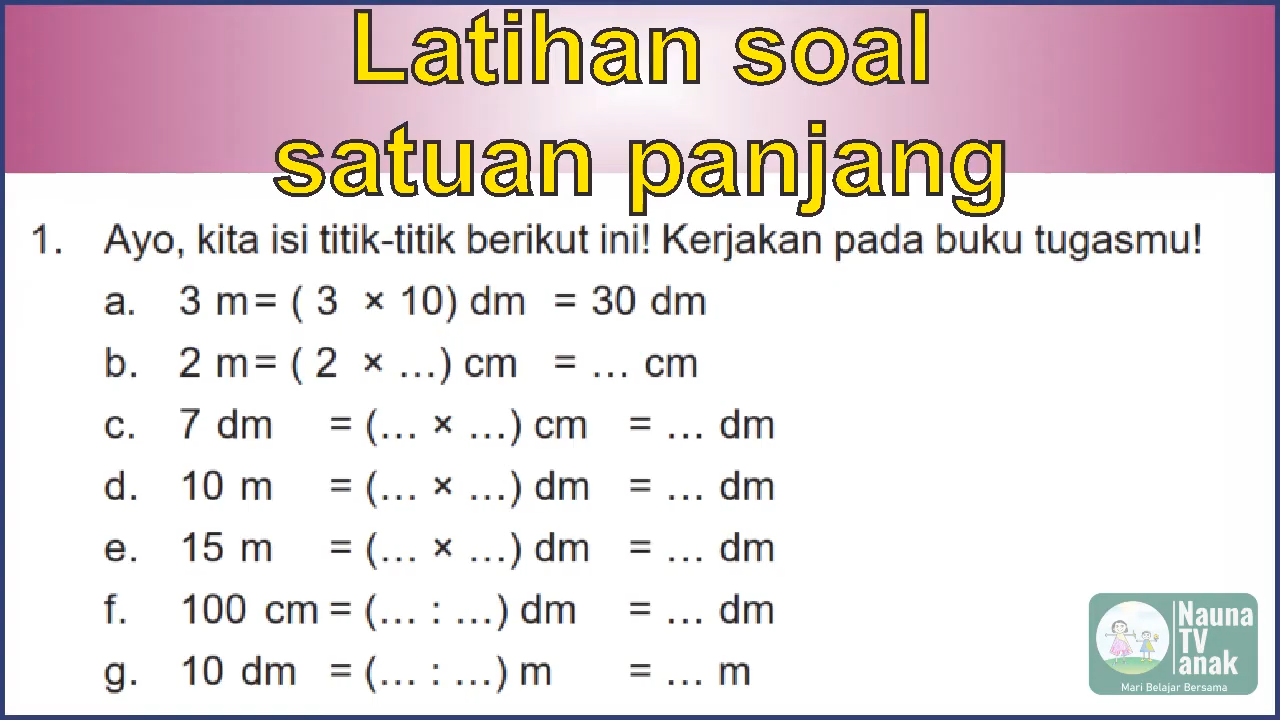 Latihan soal
satuan panjang
1. Ayo, kita isi titik-titik berikut ini! Kerjakan pada buku tugasmu!
a. 3 m= ( 3 × 10) dm = 30 dm
b. 2 m= ( 2 × ...) cm = ... cm
c. 7 dm = (... × ...) cm = ... dm
d. 10 m = (... × ...) dm = ... dm
e. 15 m = (... × ...) dm = ... dm
f. 100 cm = (... : ...) dm = ... dm
g. 10 dm = (... : ...) m = ... m
Nauna
TV
anak
Mari Belajar Bersama